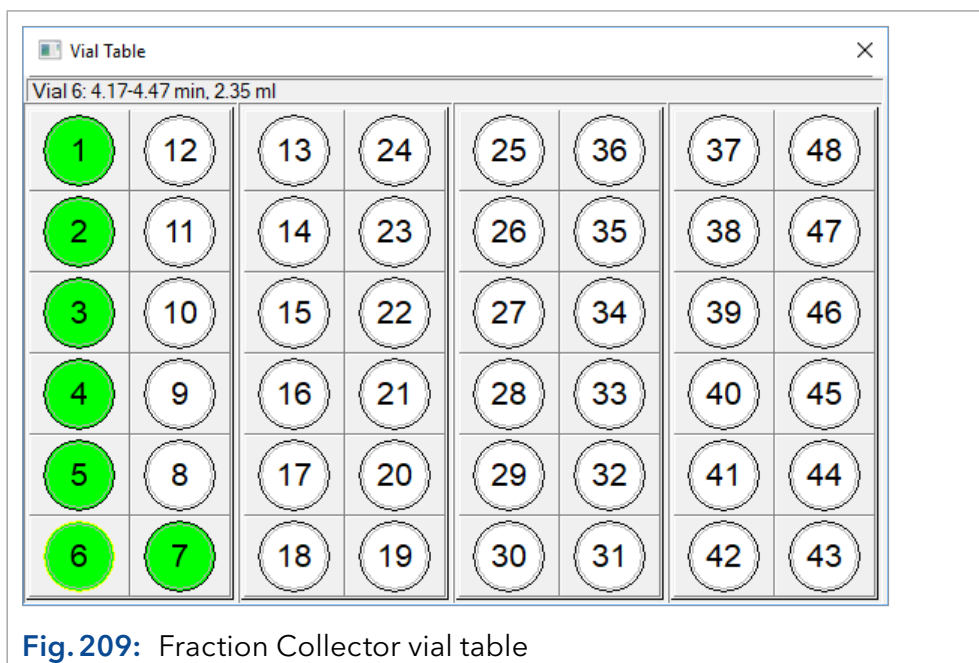 Vial Table
Vial 6: 4.17-4.47 min, 2.35 ml
1 12 13 24 25 36 37 48
2 11 14 23 26 35 38 47
3 10 15 22 27 34 39 46
4 9 16 21 28 33 40 45
5 8 17 20 29 32 41 44
6 7 18 19 30 31 42 43
Fig. 209: Fraction Collector vial table